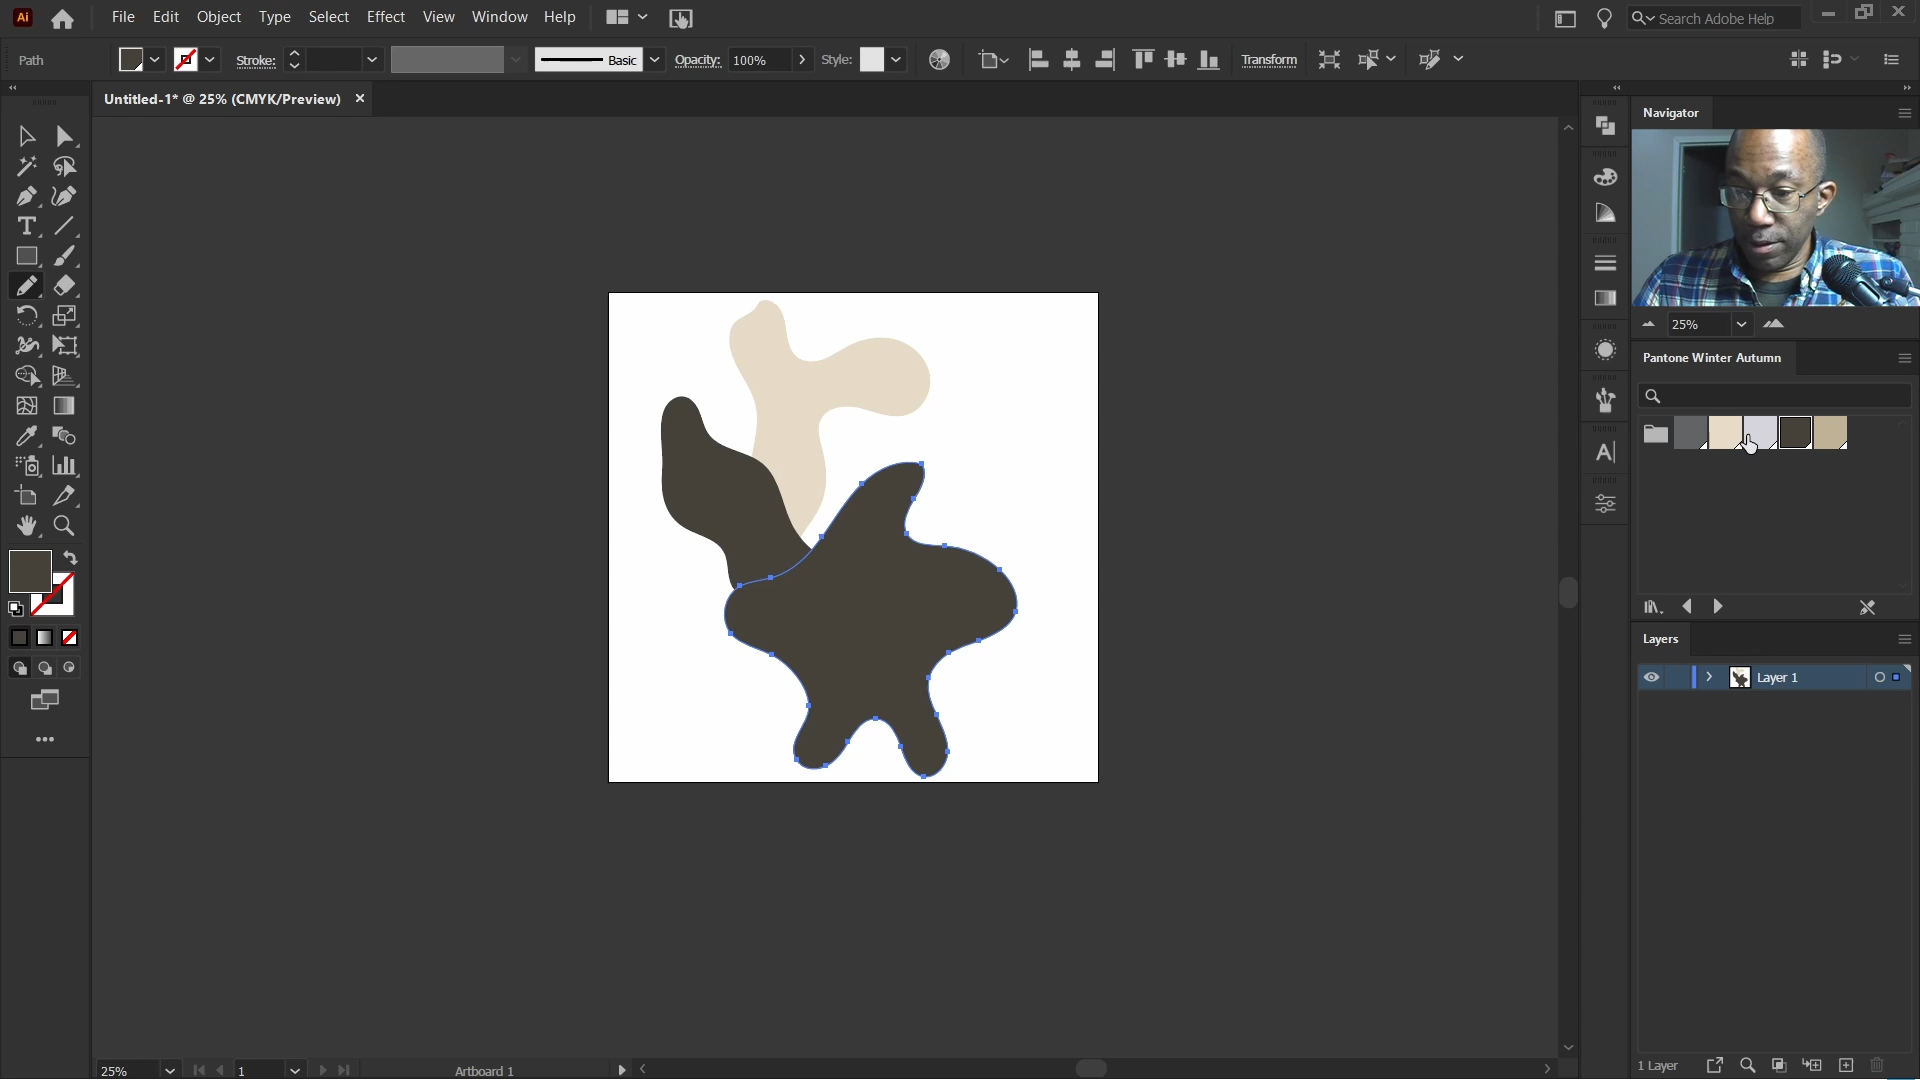 Ai
File Edit Object Type Select Effect View Window Help
Search Adobe Help
Path
Stroke:
Basic
Opacity: 100%
Style:
Transform
Untitled-1* @ 25% (CMYK/Preview)
Navigator
25%
Pantone Winter Autumn
Layers
Layer 1
1 Layer
25%
1
Artboard 1